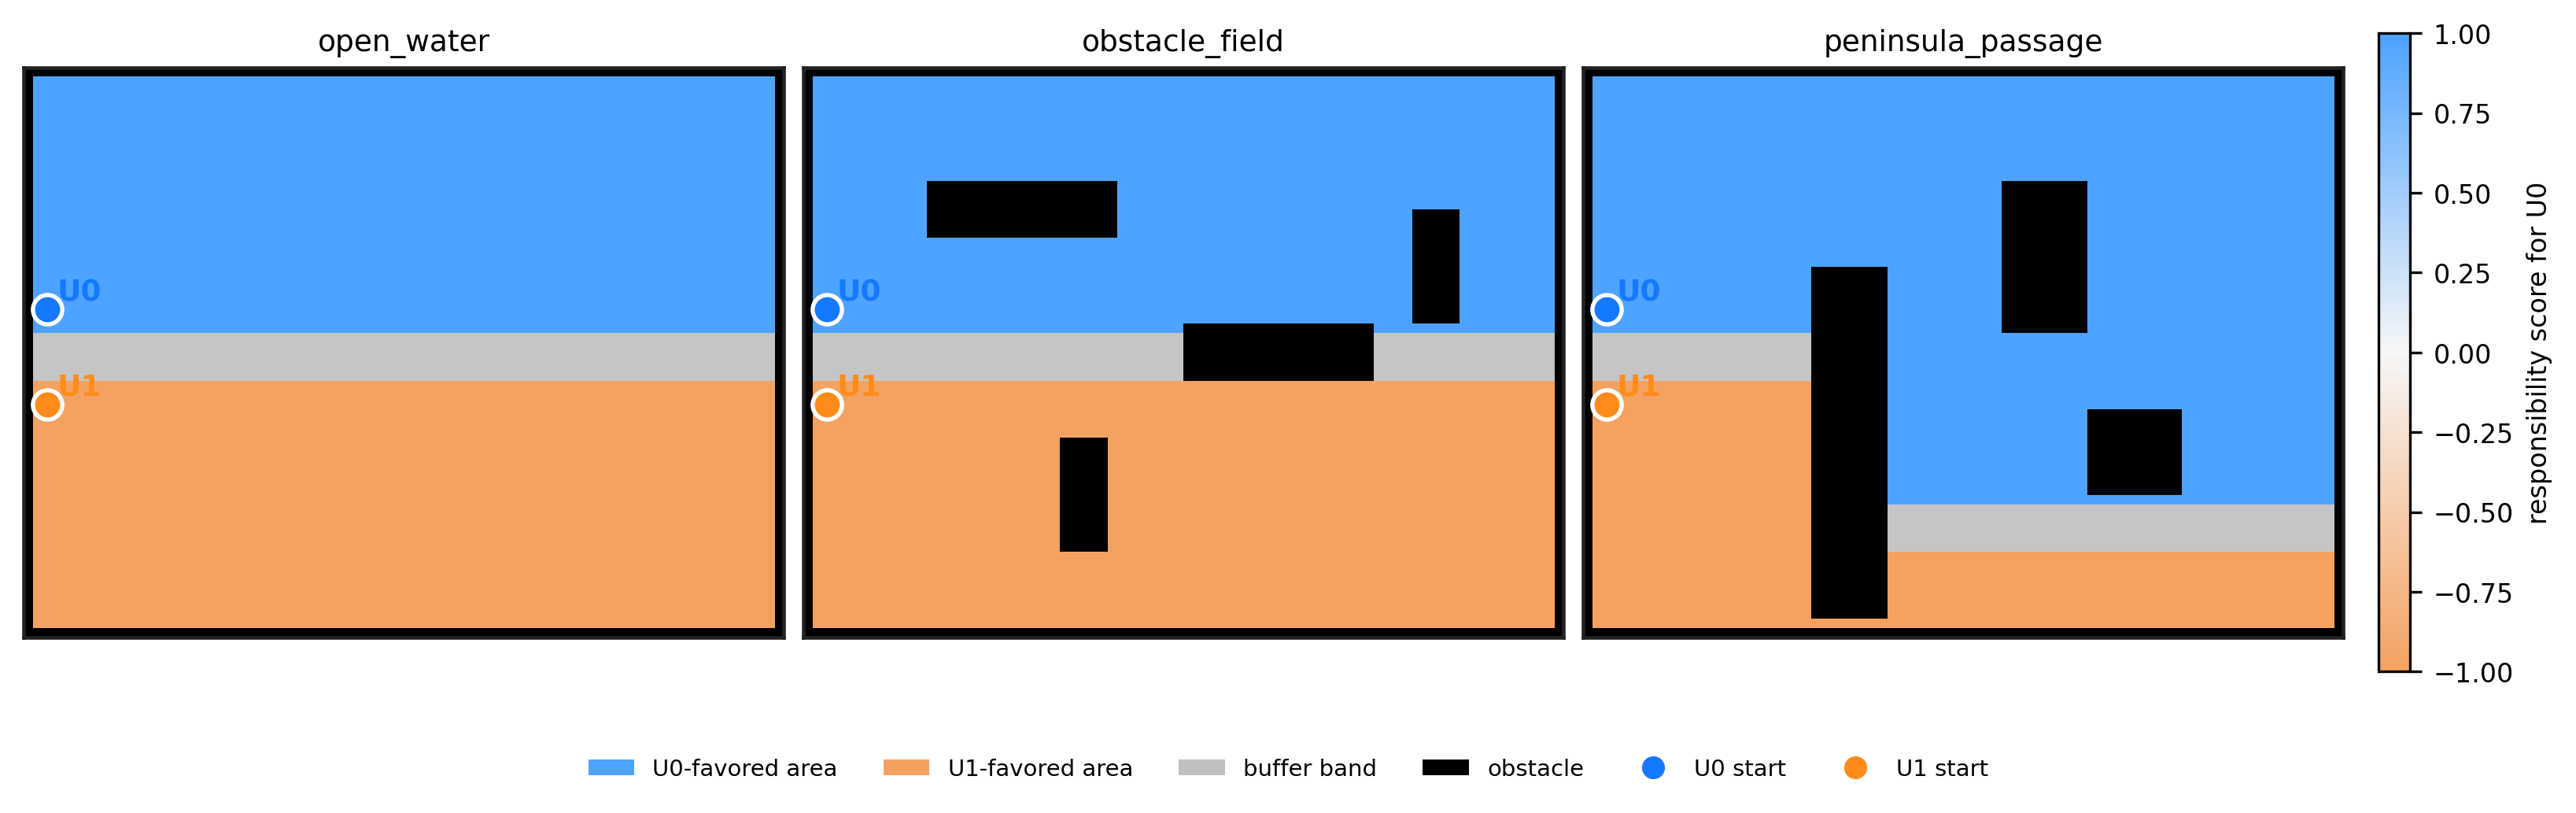 open_water
obstacle_field
peninsula_passage
U0
U1
U0
U1
U0
U1
1.00
0.75
0.50
0.25
0.00
−0.25
−0.50
−0.75
−1.00
responsibility score for U0
U0-favored area
U1-favored area
buffer band
obstacle
U0 start
U1 start